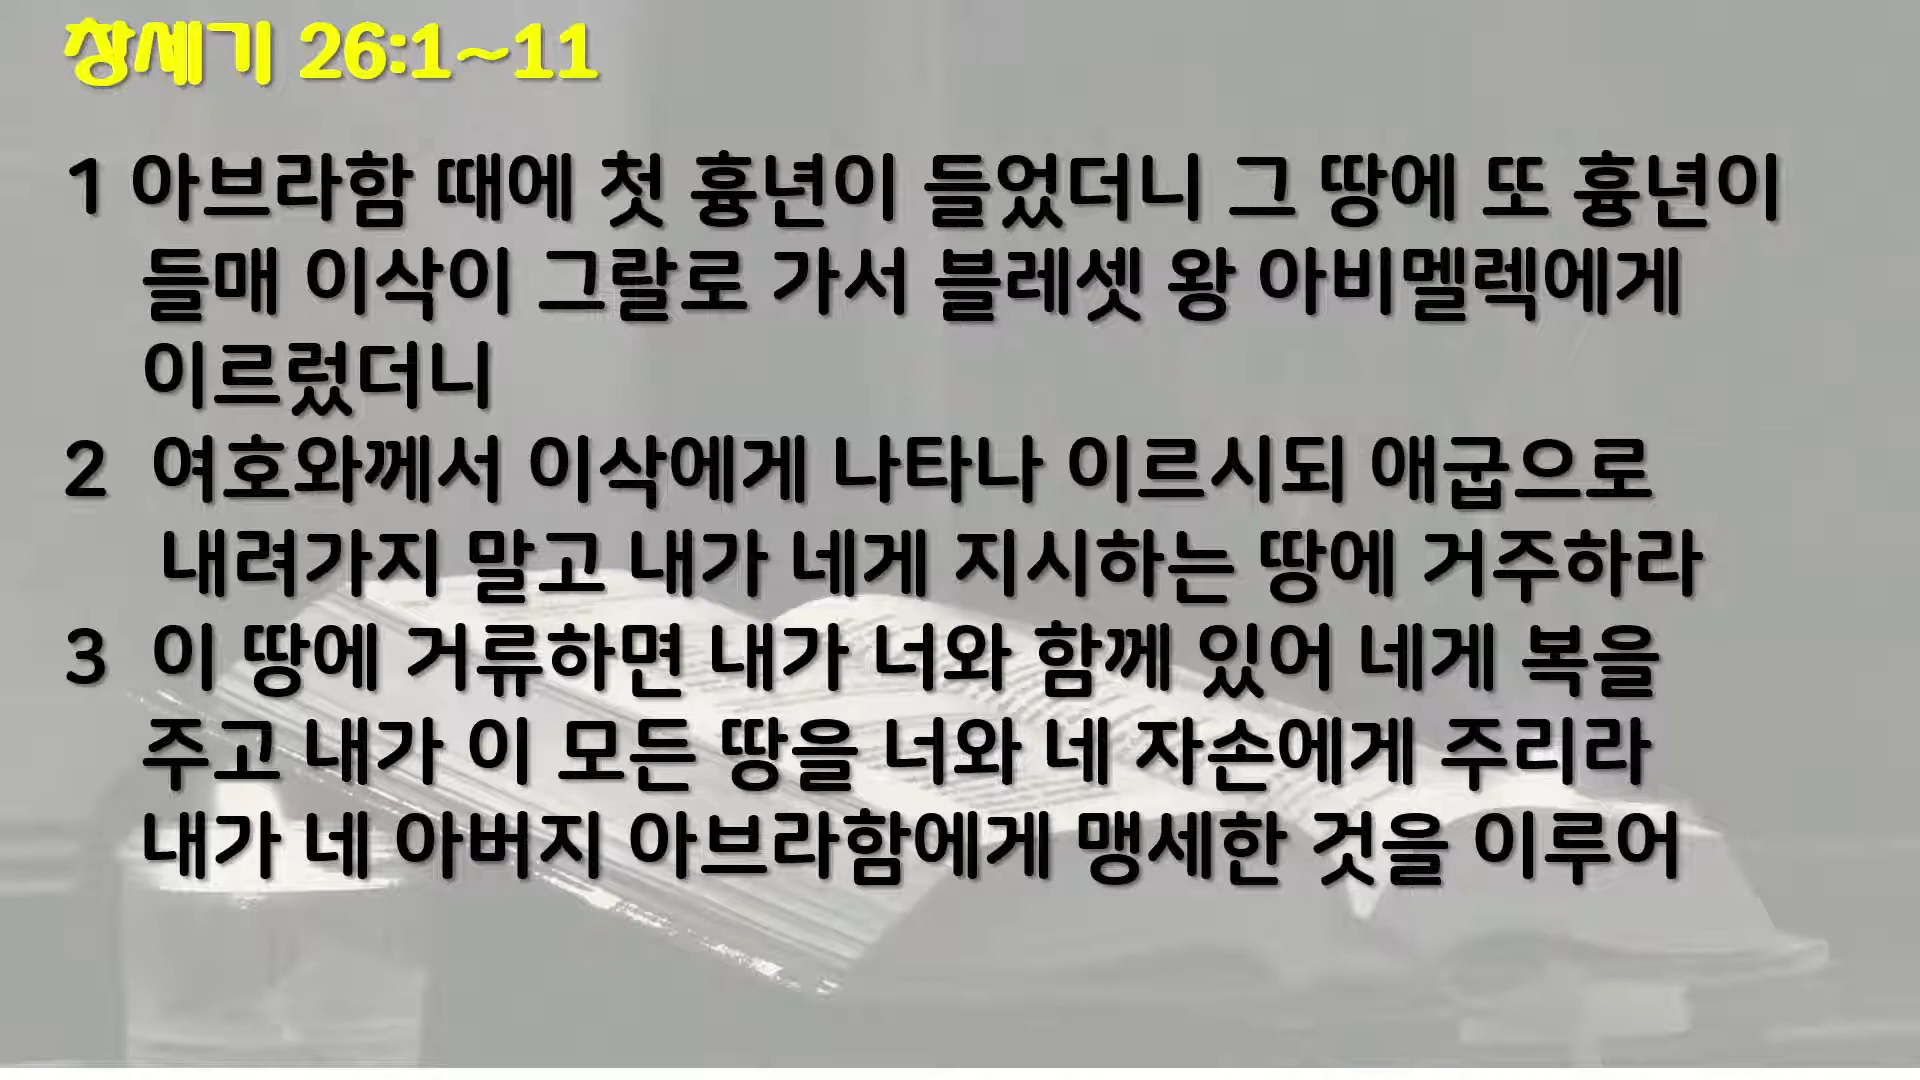 창세기 26:1~11
1 아브라함 때에 첫 흉년이 들었더니 그 땅에 또 흉년이
들매 이삭이 그랄로 가서 블레셋 왕 아비멜렉에게
이르렀더니
2 여호와께서 이삭에게 나타나 이르시되 애굽으로
내려가지 말고 내가 네게 지시하는 땅에 거주하라
3 이 땅에 거류하면 내가 너와 함께 있어 네게 복을
주고 내가 이 모든 땅을 너와 네 자손에게 주리라
내가 네 아버지 아브라함에게 맹세한 것을 이루어